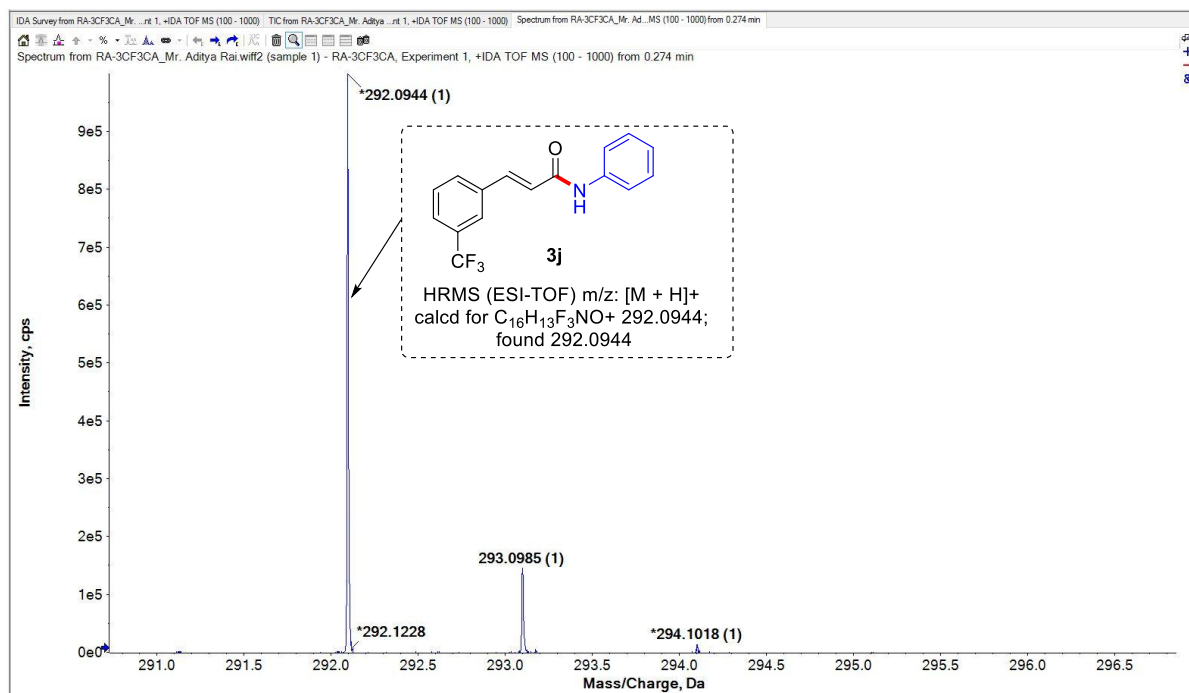 IDA Survey from RA-3CF3CA_Mr. ...nt 1, +IDA TOF MS (100 - 1000) TIC from RA-3CF3CA_Mr. Aditya ...nt 1, +IDA TOF MS (100 - 1000) Spectrum from RA-3CF3CA_Mr. Ad...MS (100 - 1000) from 0.274 min
%
Spectrum from RA-3CF3CA_Mr. Aditya Rai.wiff2 (sample 1) - RA-3CF3CA, Experiment 1, +IDA TOF MS (100 - 1000) from 0.274 min
*292.0944 (1)
9e5
8e5
7e5
6e5
5e5
4e5
3e5
2e5
1e5
0e0
Intensity, cps
O
N
H
CF₃
3j
HRMS (ESI-TOF) m/z: [M + H]+
calcd for C₁₆H₁₃F₃NO+ 292.0944;
found 292.0944
293.0985 (1)
*292.1228
*294.1018 (1)
291.0 291.5 292.0 292.5 293.0 293.5 294.0 294.5 295.0 295.5 296.0 296.5
Mass/Charge, Da